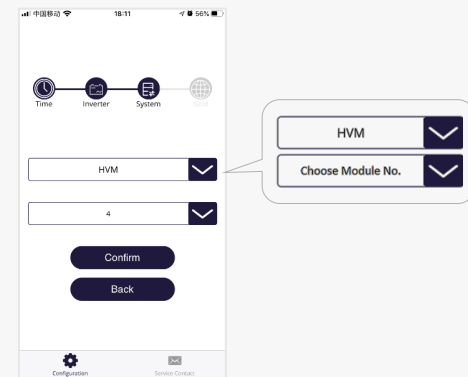 中国移动 18:11 56%
Time Inverter System Grid
HVM
4
Confirm
Back
Configuration Service Contact
HVM
Choose Module No.